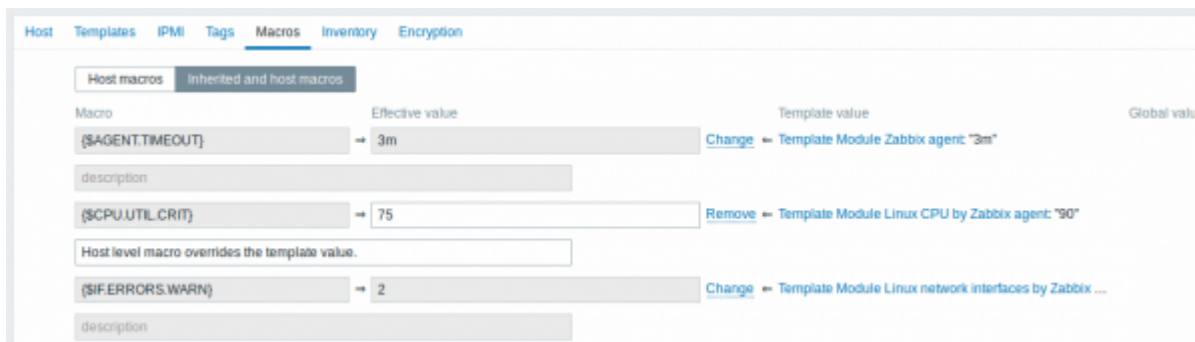 Host Templates IPMI Tags Macros Inventory Encryption
Host macros Inherited and host macros
Macro Effective value Template value Global valu
{$AGENT.TIMEOUT} ⇒ 3m Change ⇐ Template Module Zabbix agent: "3m"
description
{$CPU.UTIL.CRIT} ⇒ 75 Remove ⇐ Template Module Linux CPU by Zabbix agent: "90"
Host level macro overrides the template value.
{$IF.ERRORS.WARN} ⇒ 2 Change ⇐ Template Module Linux network interfaces by Zabbix ...
description